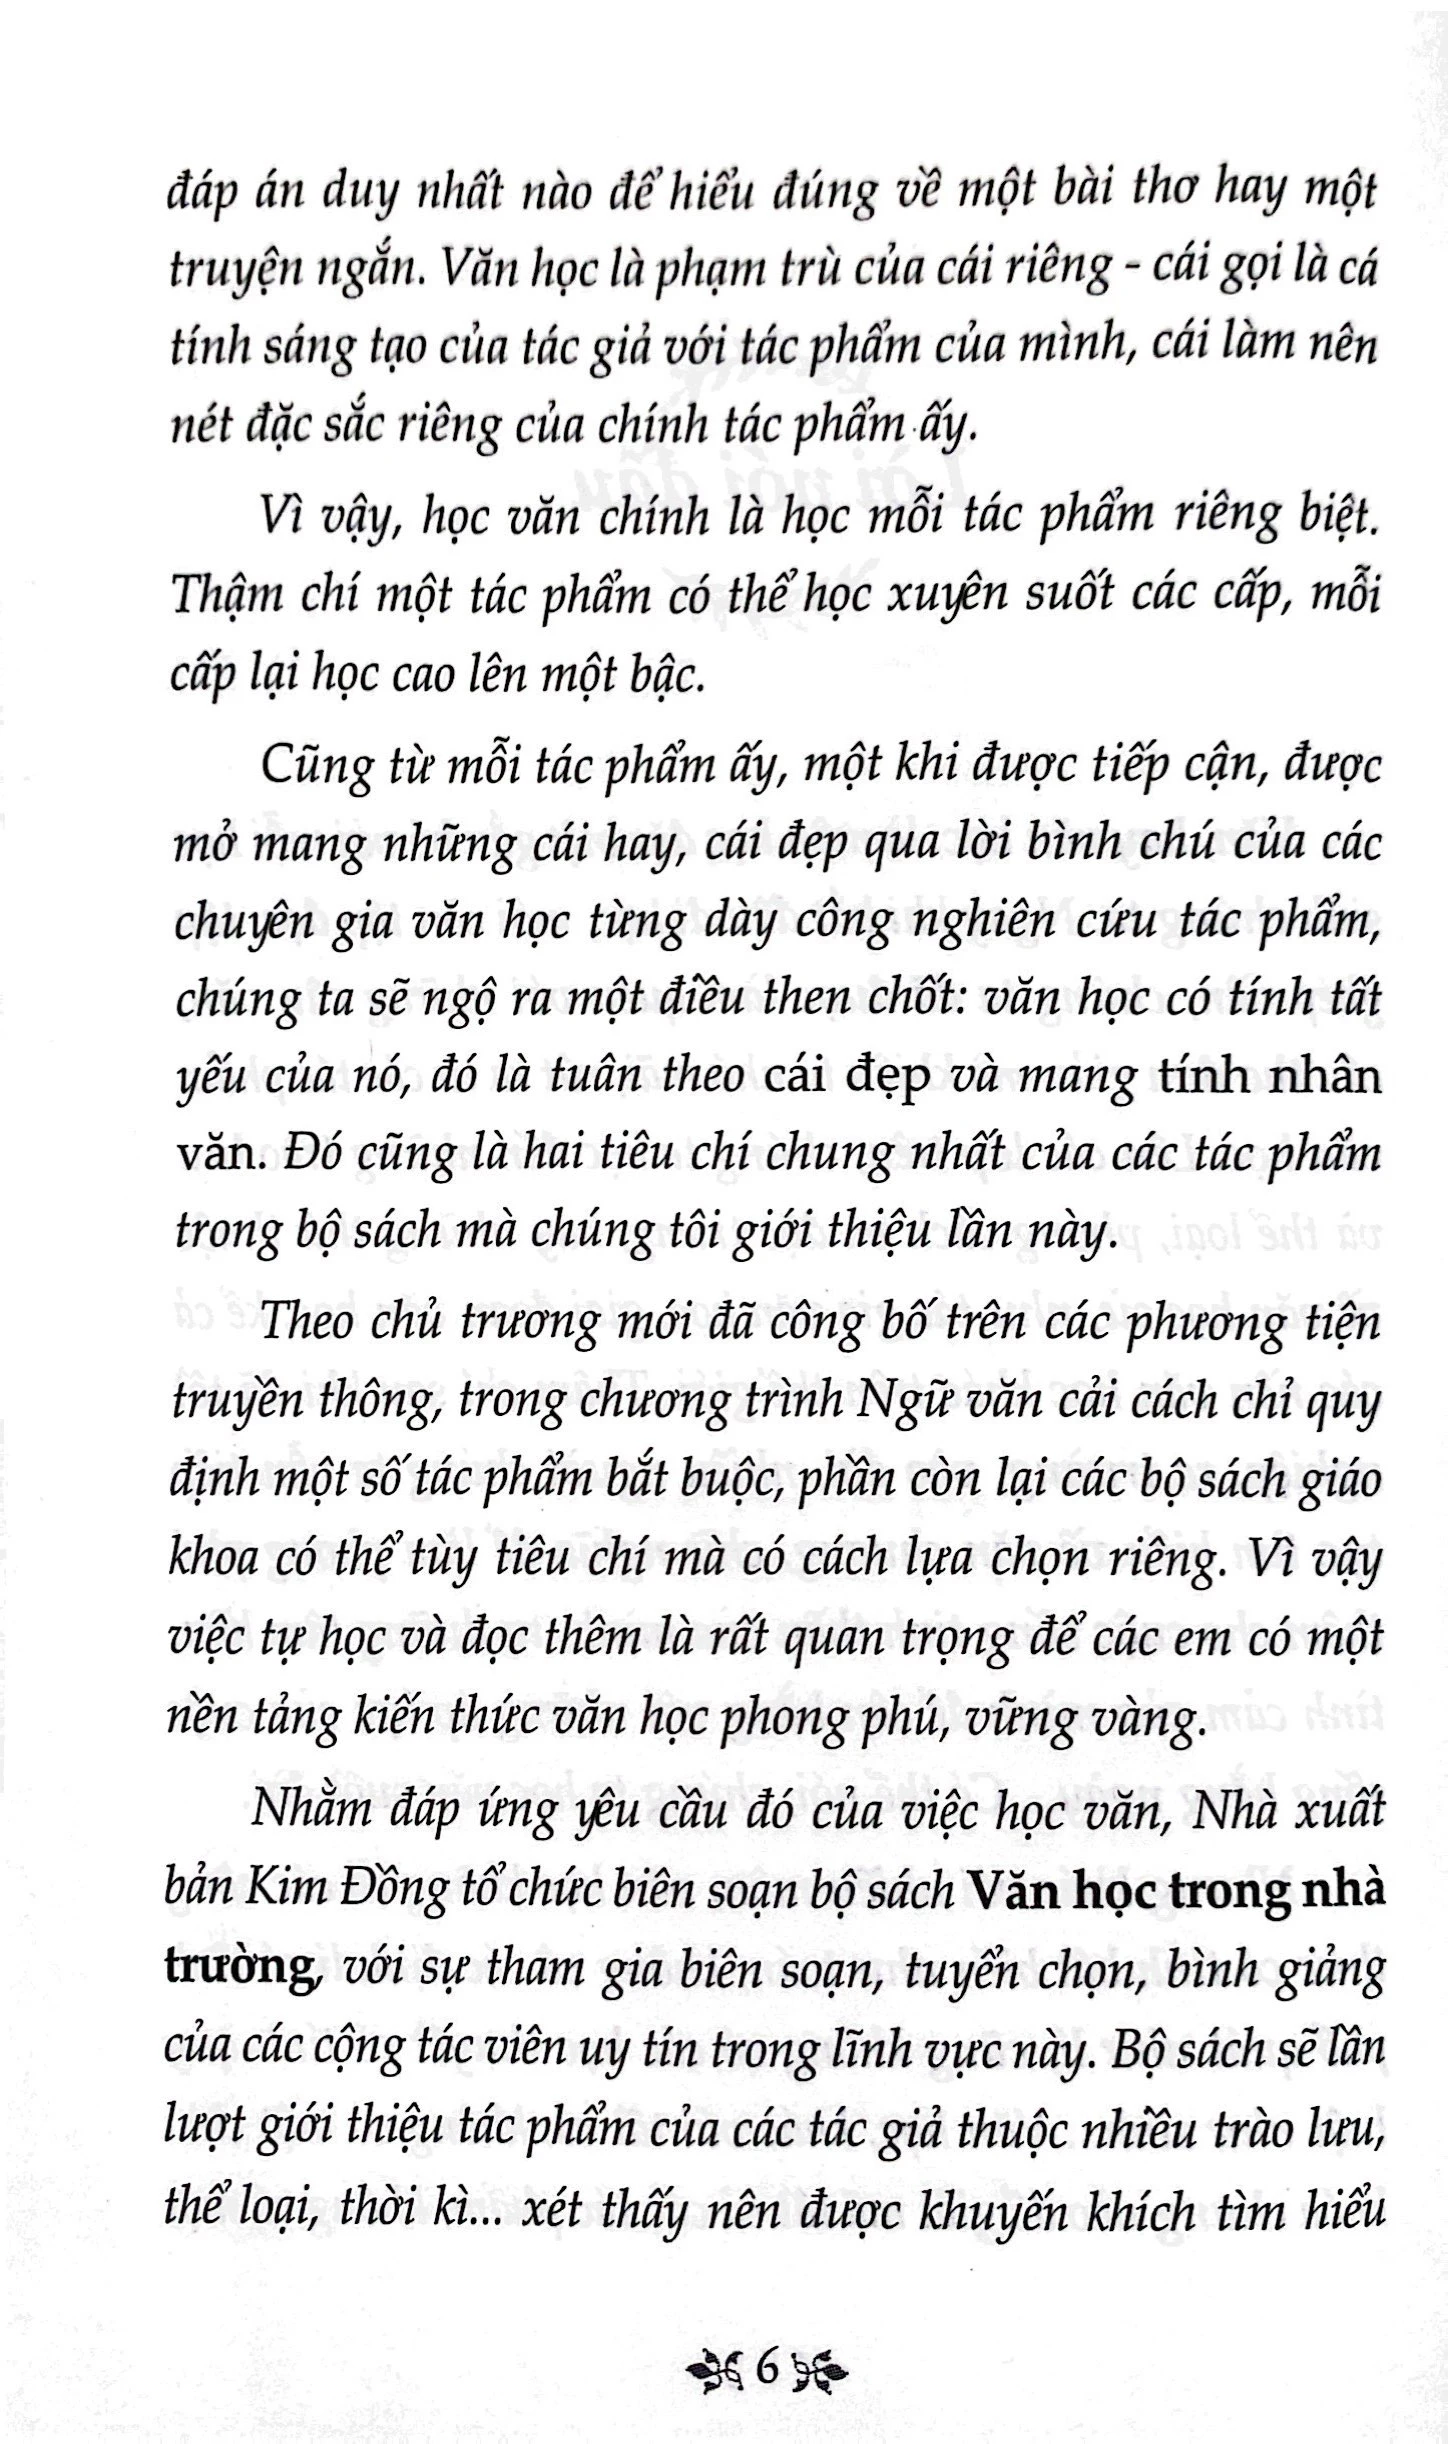 đáp án duy nhất nào để hiểu đúng về một bài thơ hay một
truyện ngắn. Văn học là phạm trù của cái riêng - cái gọi là cá
tính sáng tạo của tác giả với tác phẩm của mình, cái làm nên
nét đặc sắc riêng của chính tác phẩm ấy.
Vì vậy, học văn chính là học mỗi tác phẩm riêng biệt.
Thậm chí một tác phẩm có thể học xuyên suốt các cấp, mỗi
cấp lại học cao lên một bậc.
Cũng từ mỗi tác phẩm ấy, một khi được tiếp cận, được
mở mang những cái hay, cái đẹp qua lời bình chú của các
chuyên gia văn học từng dày công nghiên cứu tác phẩm,
chúng ta sẽ ngộ ra một điều then chốt: văn học có tính tất
yếu của nó, đó là tuân theo cái đẹp và mang tính nhân
văn. Đó cũng là hai tiêu chí chung nhất của các tác phẩm
trong bộ sách mà chúng tôi giới thiệu lần này.
Theo chủ trương mới đã công bố trên các phương tiện
truyền thông, trong chương trình Ngữ văn cải cách chỉ quy
định một số tác phẩm bắt buộc, phần còn lại các bộ sách giáo
khoa có thể tùy tiêu chí mà có cách lựa chọn riêng. Vì vậy
việc tự học và đọc thêm là rất quan trọng để các em có một
nền tảng kiến thức văn học phong phú, vững vàng.
Nhằm đáp ứng yêu cầu đó của việc học văn, Nhà xuất
bản Kim Đồng tổ chức biên soạn bộ sách Văn học trong nhà
trường, với sự tham gia biên soạn, tuyển chọn, bình giảng
của các cộng tác viên uy tín trong lĩnh vực này. Bộ sách sẽ lần
lượt giới thiệu tác phẩm của các tác giả thuộc nhiều trào lưu,
thể loại, thời kì... xét thấy nên được khuyến khích tìm hiểu
6